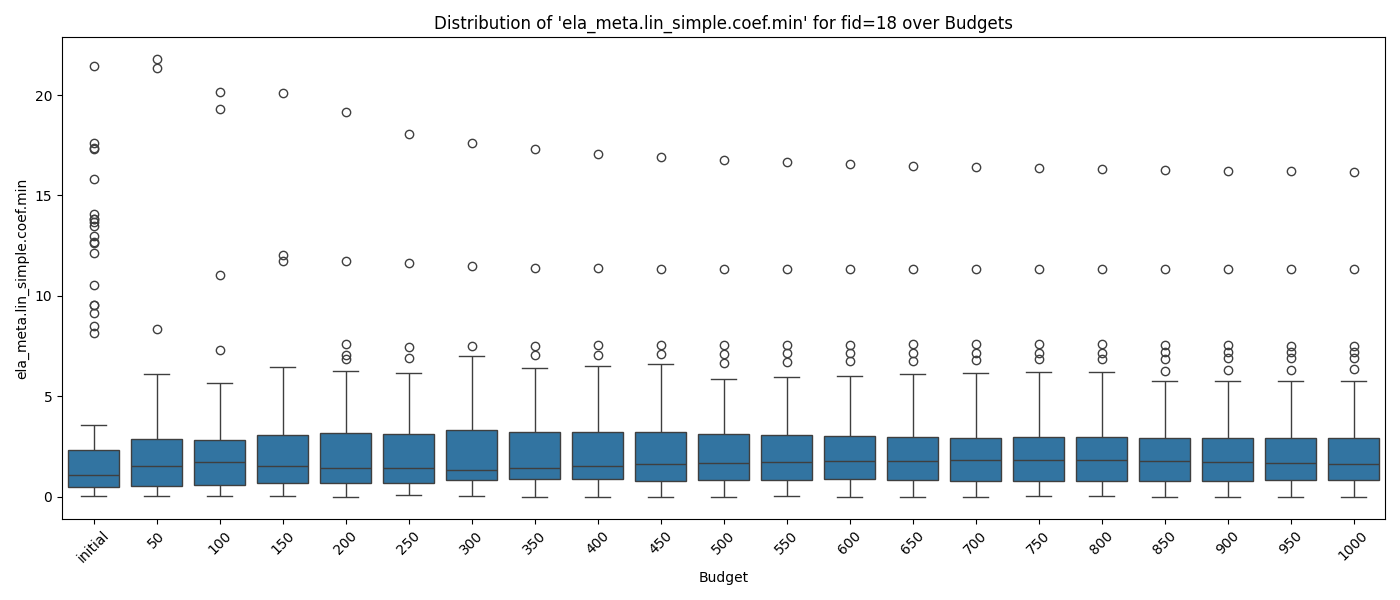 Distribution of 'ela_meta.lin_simple.coef.min' for fid=18 over Budgets
ela_meta.lin_simple.coef.min
20
15
10
5
0
initial 50 100 150 200 250 300 350 400 450 500 550 600 650 700 750 800 850 900 950 1000
Budget